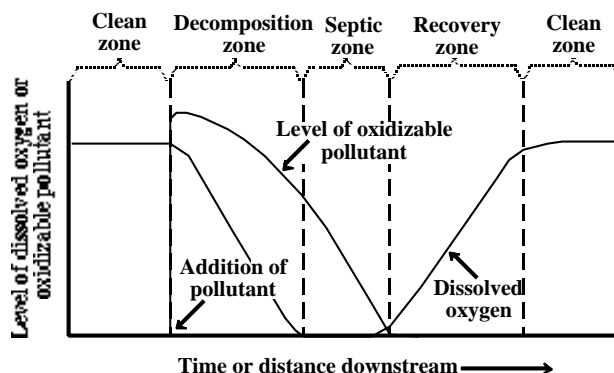 Clean
zone
Decomposition
zone
Septic
zone
Recovery
zone
Clean
zone
Level of dissolved oxygen or
oxidizable pollutant
Level of oxidizable
pollutant
Addition of
pollutant
Dissolved
oxygen
Time or distance downstream